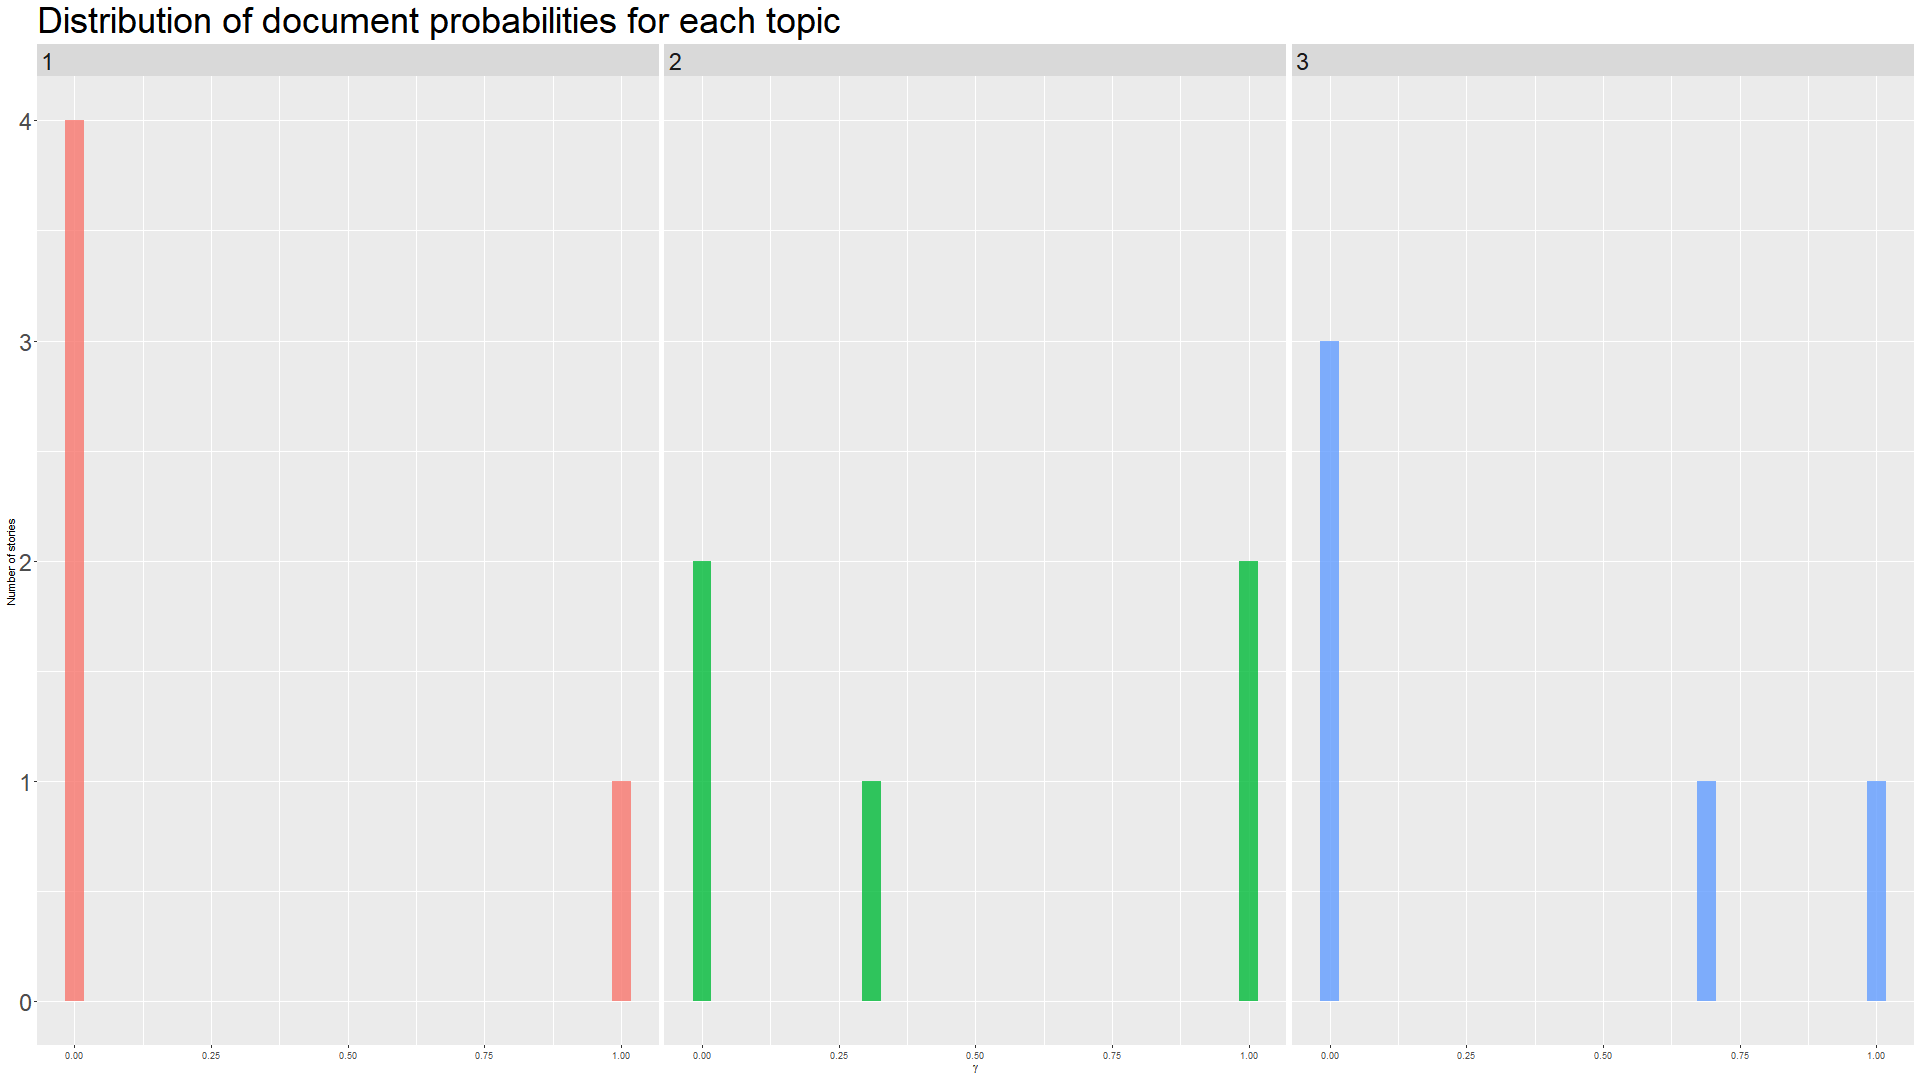 Distribution of document probabilities for each topic
1 2 3
4
3
2
1
0
Number of stories
0.00 0.25 0.50 0.75 1.00 0.00 0.25 0.50 0.75 1.00 0.00 0.25 0.50 0.75 1.00
γ